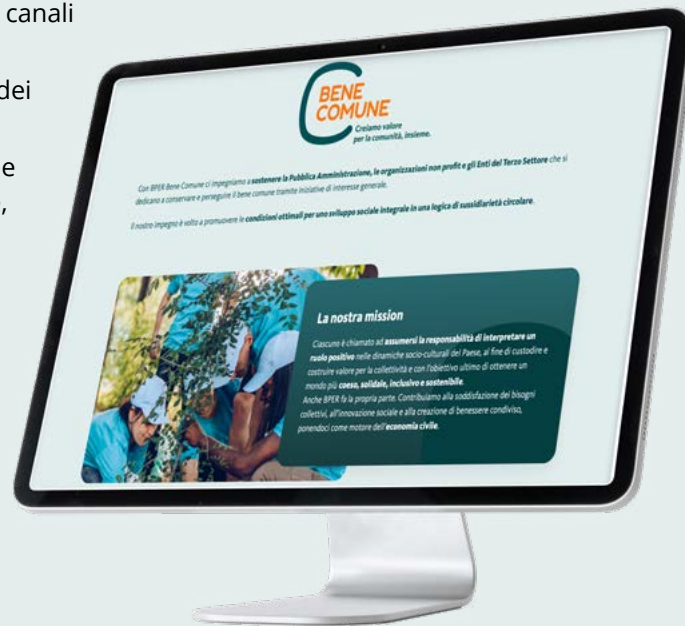 canali
dei
e
,
BENE
COMUNE
Creiamo valore
per la comunità, insieme.
Con BPER Bene Comune ci impegniamo a sostenere la Pubblica Amministrazione, le organizzazioni non profit e gli Enti del Terzo Settore che si
dedicano a conservare e perseguire il bene comune tramite iniziative di interesse generale.
Il nostro impegno è volto a promuovere le condizioni ottimali per uno sviluppo sociale integrale in una logica di sussidiarietà circolare.
La nostra mission
Ciascuno è chiamato ad assumersi la responsabilità di interpretare un
ruolo positivo nelle dinamiche socio-culturali del Paese, al fine di custodire e
costruire valore per la collettività e con l'obiettivo ultimo di ottenere un
mondo più coeso, solidale, inclusivo e sostenibile.
Anche BPER fa la propria parte. Contribuiamo alla soddisfazione dei bisogni
collettivi, all'innovazione sociale e alla creazione di benessere condiviso,
ponendoci come motore dell'economia civile.